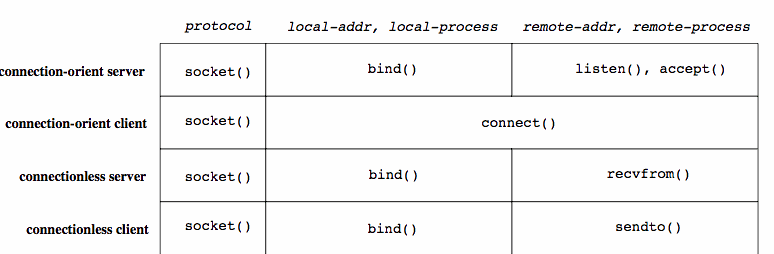 protocol local-addr, local-process remote-addr, remote-process
connection-orient server socket() bind() listen(), accept()
connection-orient client socket() connect()
connectionless server socket() bind() recvfrom()
connectionless client socket() bind() sendto()